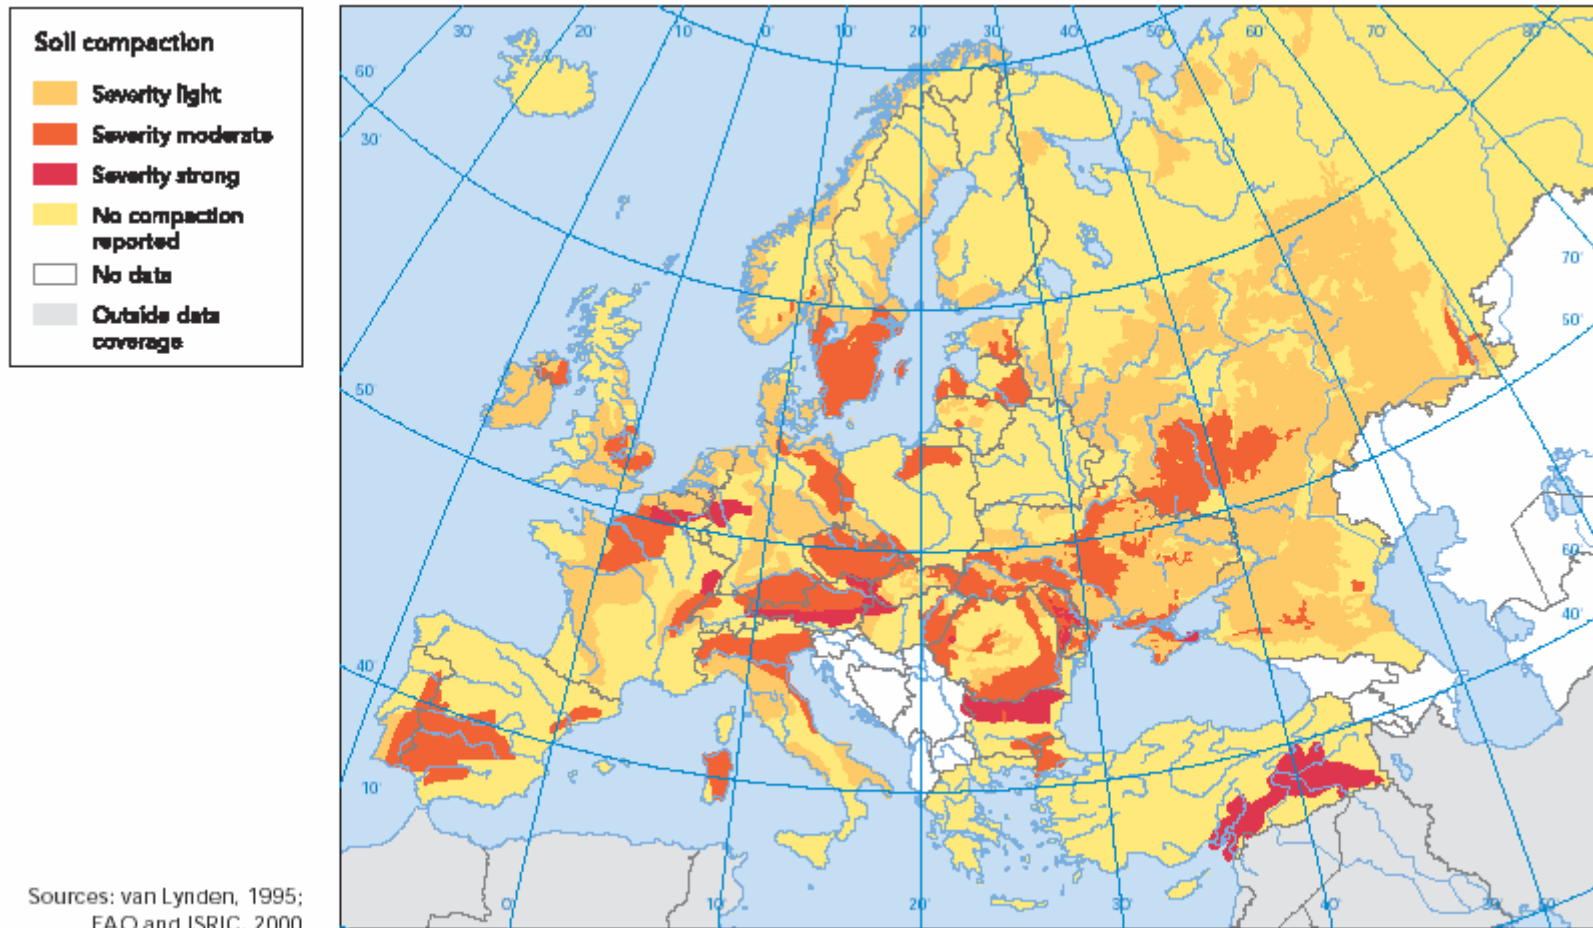 Soil compaction
Severity light
Severity moderate
Severity strong
No compaction
reported
No data
Outside data
coverage
Sources: van Lynden, 1995;
FAO and ISRIC, 2000
30°
20°
10°
0°
10°
20°
30°
40°
50°
60°
70°
80°
60°
30°
50°
40°
10°
70°
50°
60°
40°
0°
10°
20°
30°
40°
50°